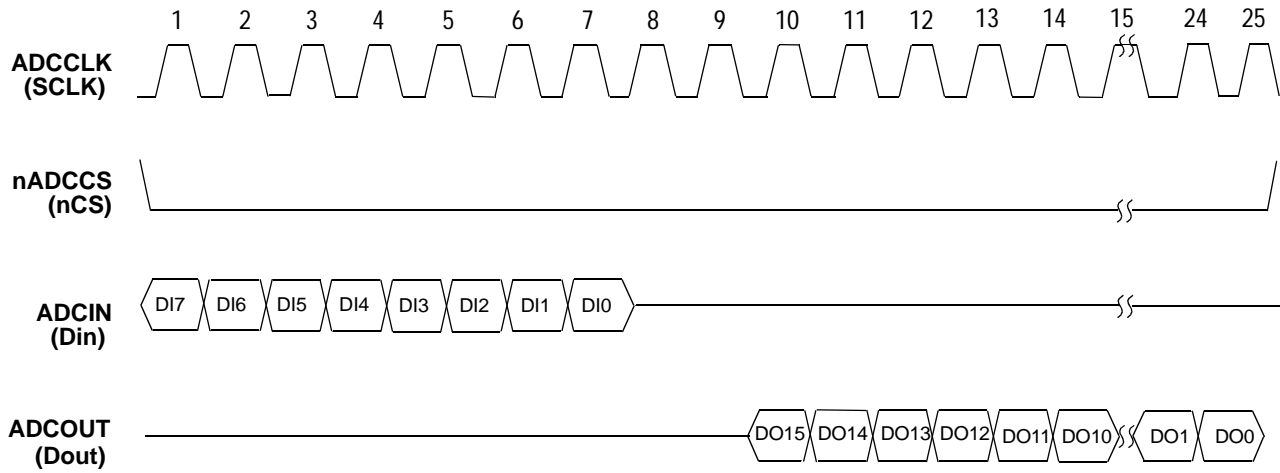 1 2 3 4 5 6 7 8 9 10 11 12 13 14 15 24 25
ADCCLK
(SCLK)
nADCCS
(nCS)
ADCIN
(Din)
DI7 DI6 DI5 DI4 DI3 DI2 DI1 DI0
ADCOUT
(Dout)
DO15 DO14 DO13 DO12 DO11 DO10 DO1 DO0